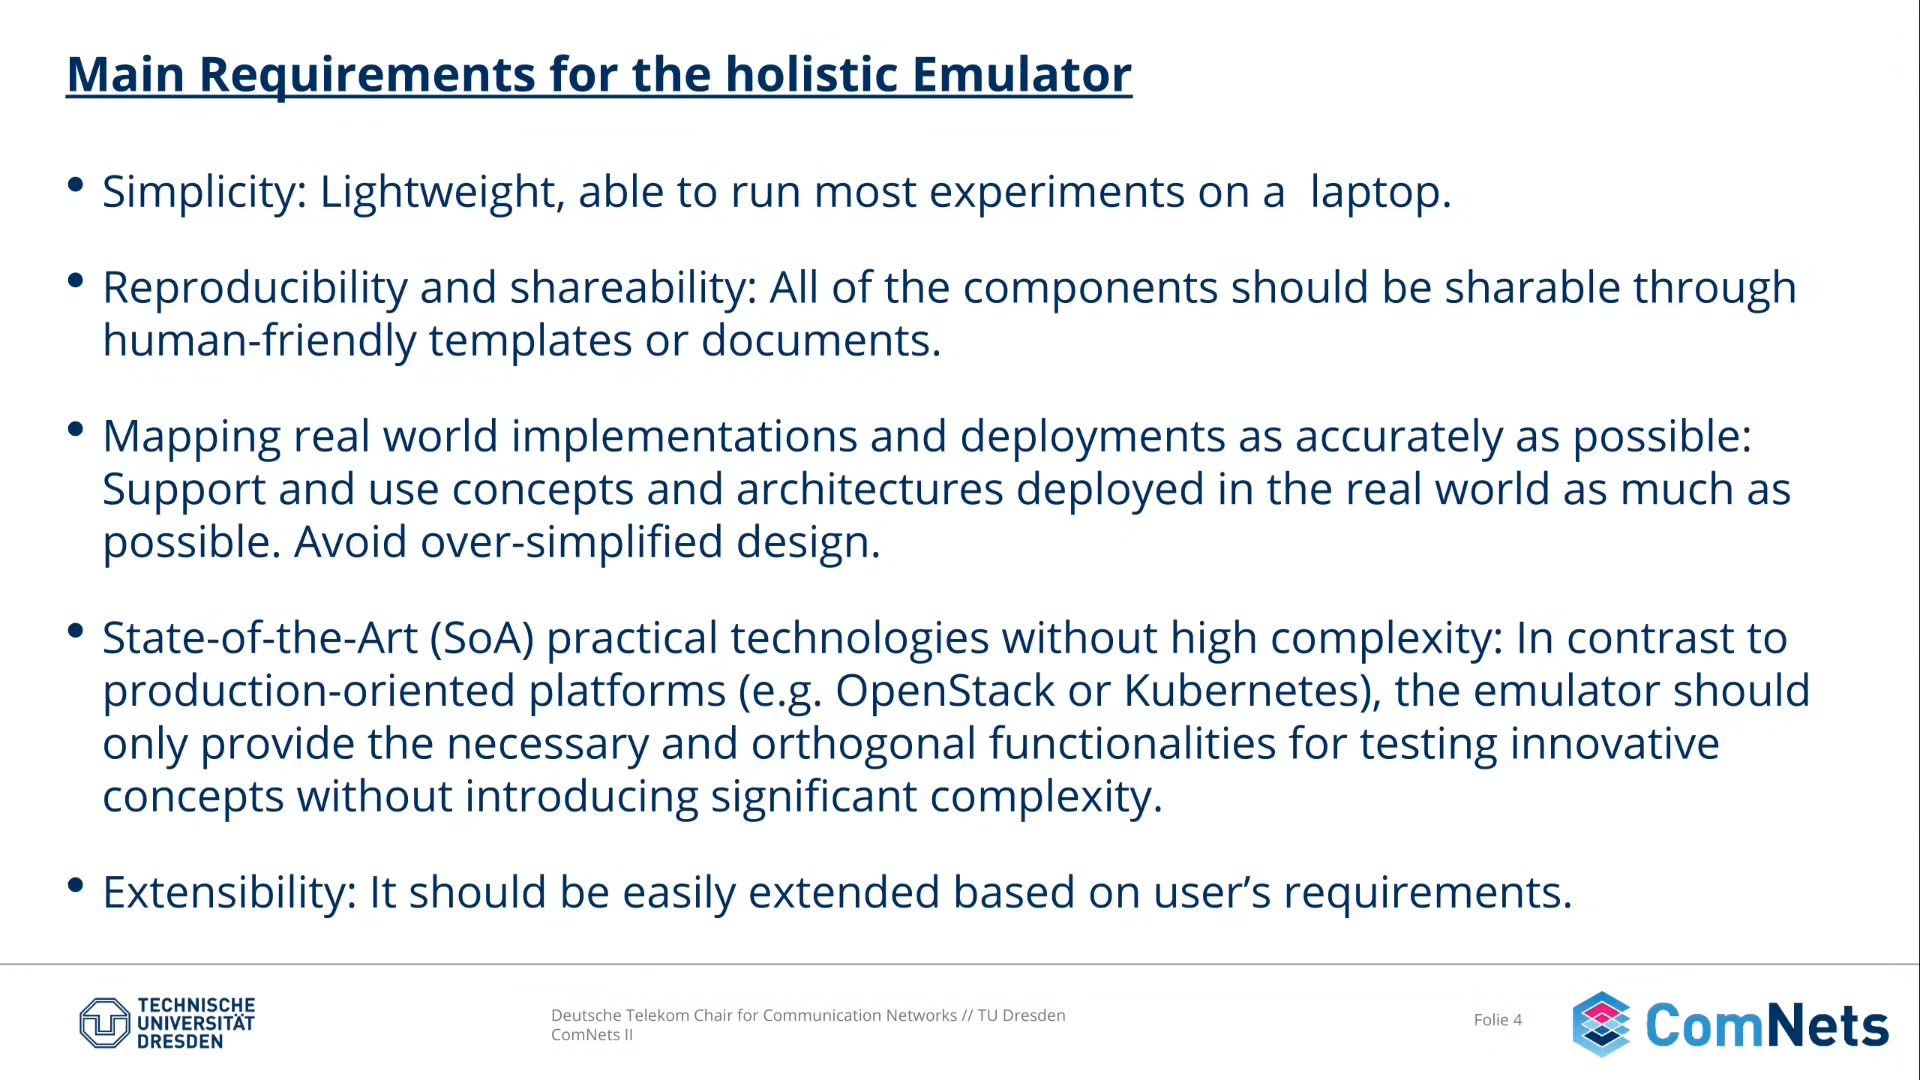 Main Requirements for the holistic Emulator
• Simplicity: Lightweight, able to run most experiments on a  laptop.
• Reproducibility and shareability: All of the components should be sharable through
human-friendly templates or documents.
• Mapping real world implementations and deployments as accurately as possible:
Support and use concepts and architectures deployed in the real world as much as
possible. Avoid over-simplified design.
• State-of-the-Art (SoA) practical technologies without high complexity: In contrast to
production-oriented platforms (e.g. OpenStack or Kubernetes), the emulator should
only provide the necessary and orthogonal functionalities for testing innovative
concepts without introducing significant complexity.
• Extensibility: It should be easily extended based on user’s requirements.
TECHNISCHE
UNIVERSITÄT
DRESDEN
Deutsche Telekom Chair for Communication Networks // TU Dresden
ComNets II
Folie 4
ComNets